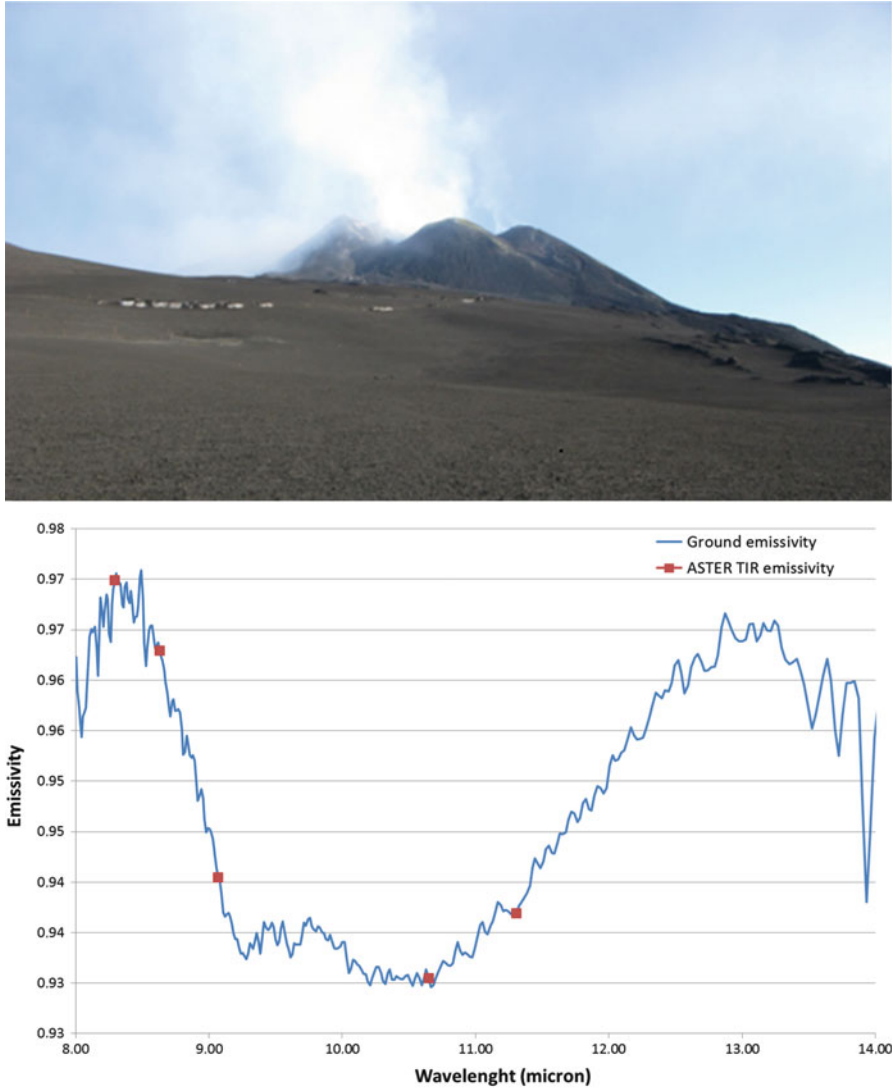 0.98
0.97
0.97
0.96
0.96
0.95
0.95
0.94
0.94
0.93
0.93
Emissivity
Ground emissivity
ASTER TIR emissivity
8.00 9.00 10.00 11.00 12.00 13.00 14.00
Wavelenght (micron)